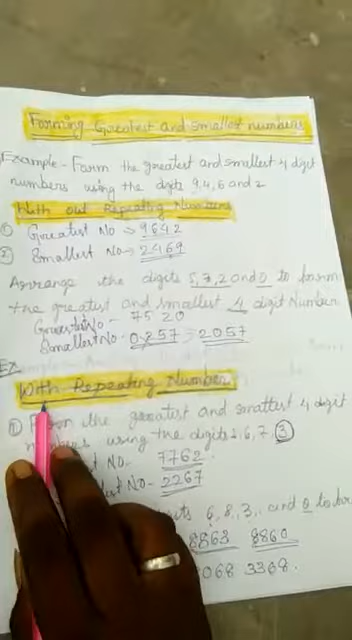 Forming Greatest and smallest numbers
Example - Form the greatest and smallest 4 digit
numbers using the digits 9,4,6 and 2
With out Repeating Numbers
① Greatest No → 9642
② Smallest No → 2469
Arrange the digits 5,7,2 and 0 to form
the greatest and smallest 4 digit Number
Greatest No - 7520
Smallest No - 0257 = 2057
Ex
With Repeating Number
① Form the greatest and smallest 4 digit
numbers using the digits 2,6,7 ③
No- 7762.
No- 2267
6, 8, 3, and 0 to
8863 8860
068 3368.